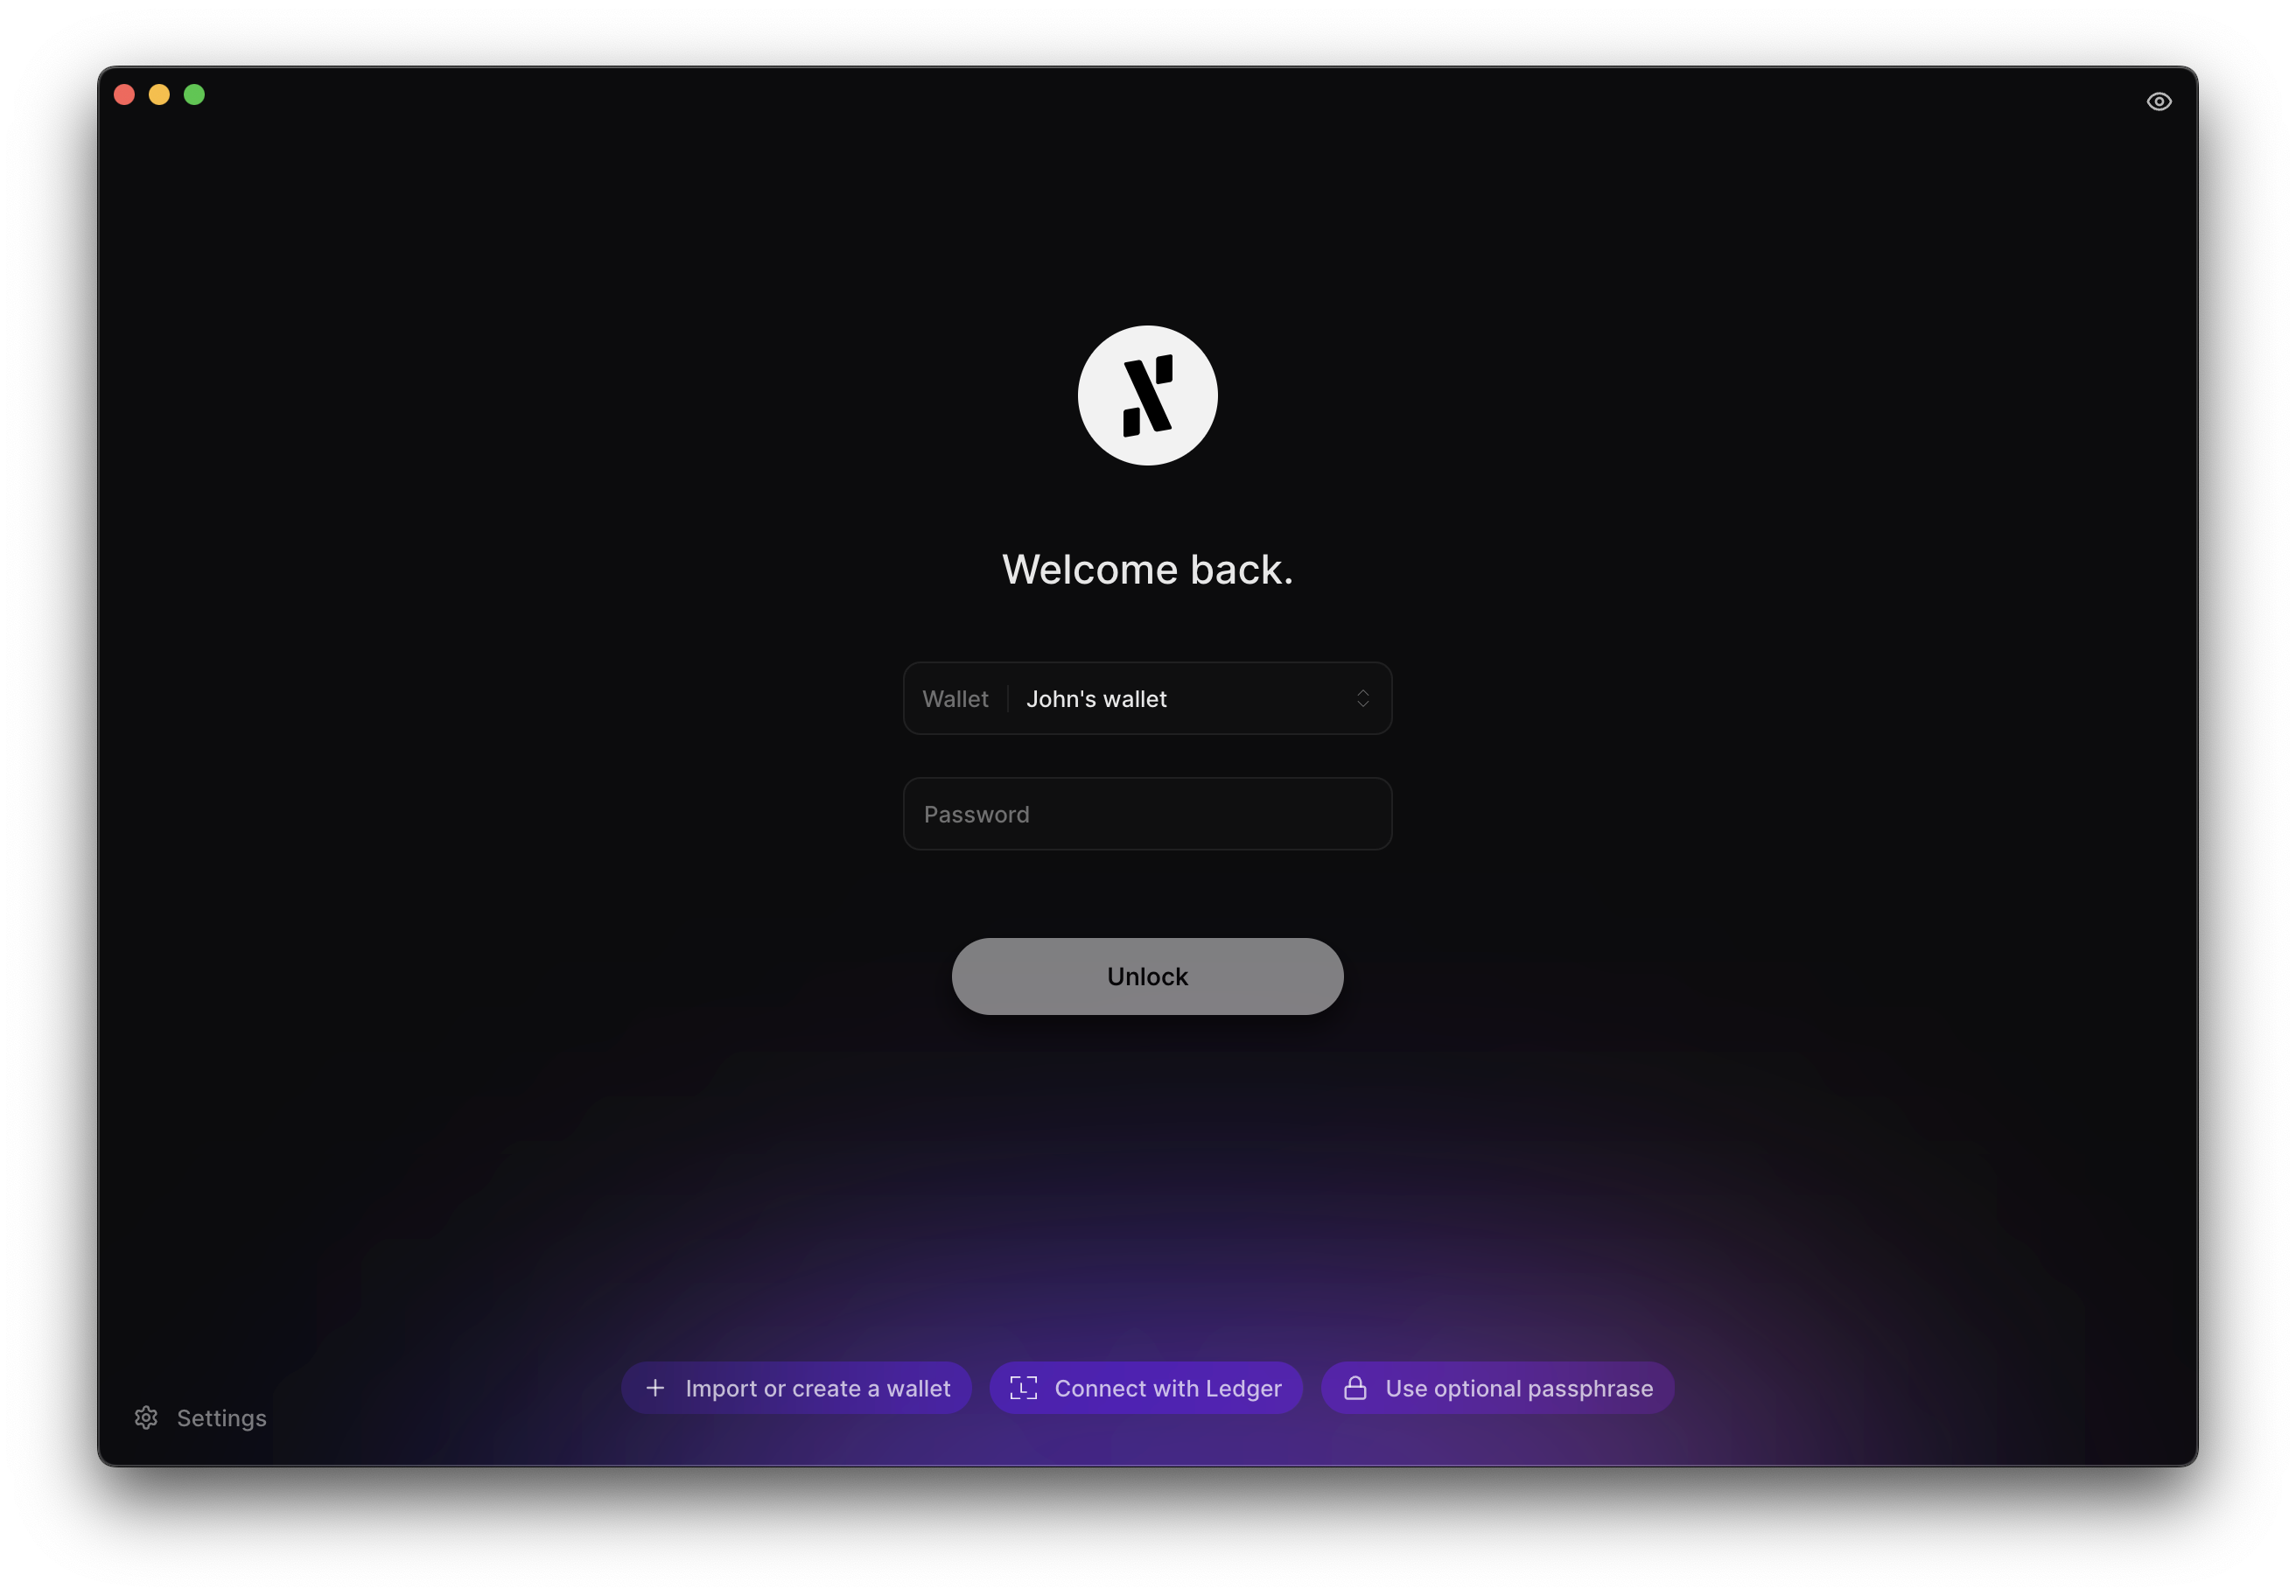 Welcome back.
Wallet John's wallet
Password
Unlock
Import or create a wallet
Connect with Ledger
Use optional passphrase
Settings